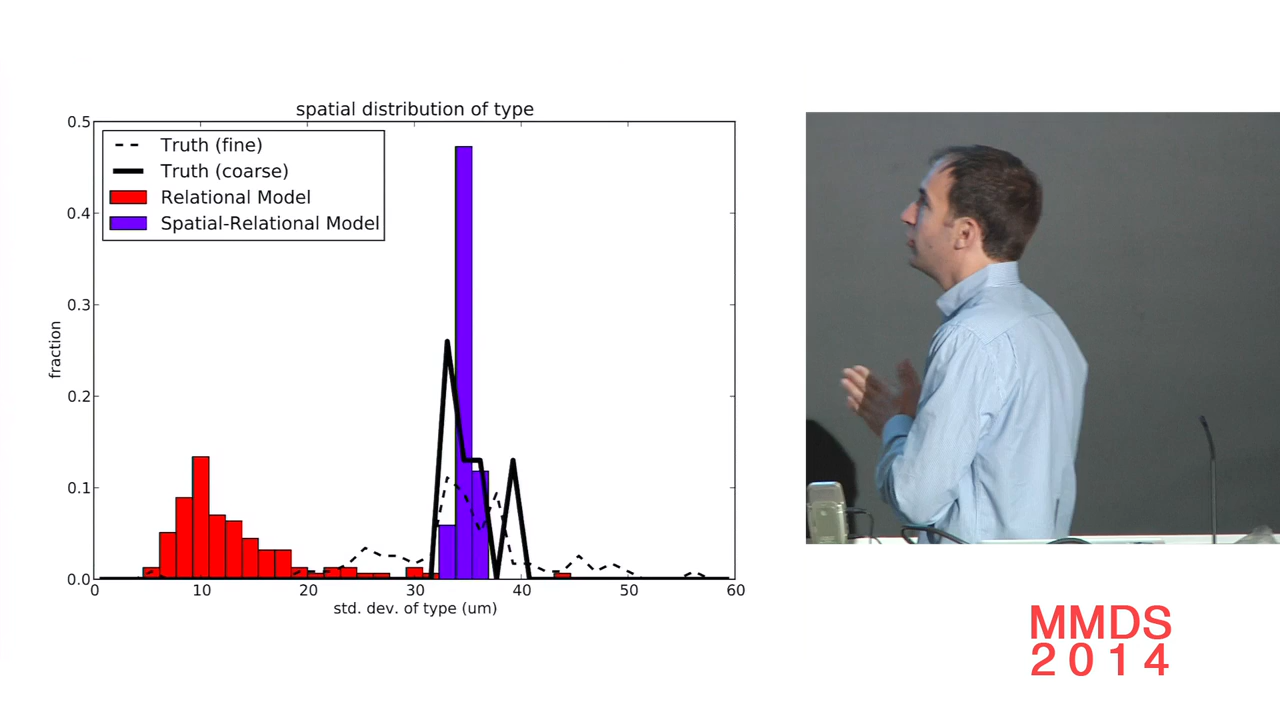 spatial distribution of type
Truth (fine)
Truth (coarse)
Relational Model
Spatial-Relational Model
0.5
0.4
0.3
0.2
0.1
0.0
fraction
0 10 20 30 40 50 60
std. dev. of type (um)
MMDS
2014